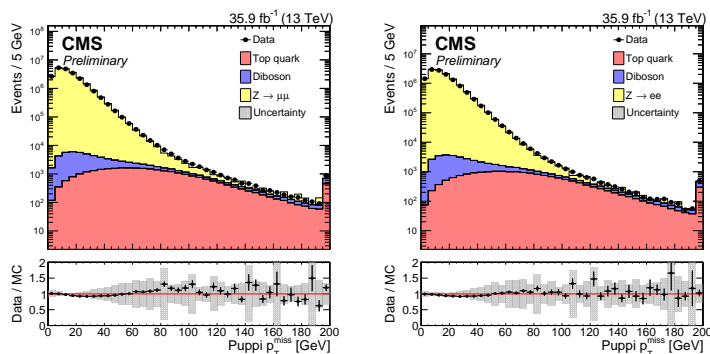 35.9 fb⁻¹ (13 TeV)
CMS
Preliminary
Data
Top quark
Diboson
Z → μμ
Uncertainty
Events / 5 GeV
10⁸
10⁷
10⁶
10⁵
10⁴
10³
10²
10
Data / MC
2
1.5
1
0.5
0
0 20 40 60 80 100 120 140 160 180 200
Puppi p_T^miss [GeV]
35.9 fb⁻¹ (13 TeV)
CMS
Preliminary
Data
Top quark
Diboson
Z → ee
Uncertainty
Events / 5 GeV
10⁷
10⁶
10⁵
10⁴
10³
10²
10
Data / MC
2
1.5
1
0.5
0
0 20 40 60 80 100 120 140 160 180 200
Puppi p_T^miss [GeV]